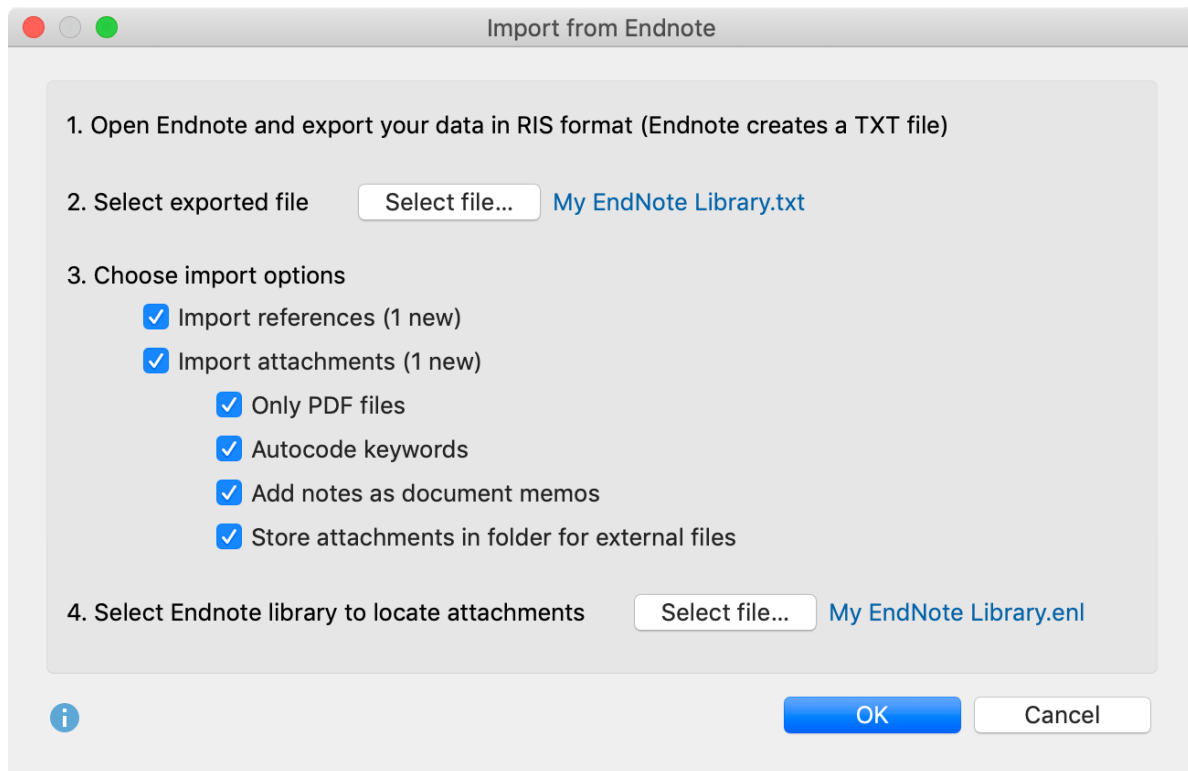 Import from Endnote
1. Open Endnote and export your data in RIS format (Endnote creates a TXT file)
2. Select exported file Select file... My EndNote Library.txt
3. Choose import options
Import references (1 new)
Import attachments (1 new)
Only PDF files
Autocode keywords
Add notes as document memos
Store attachments in folder for external files
4. Select Endnote library to locate attachments Select file... My EndNote Library.enl
i
OK Cancel